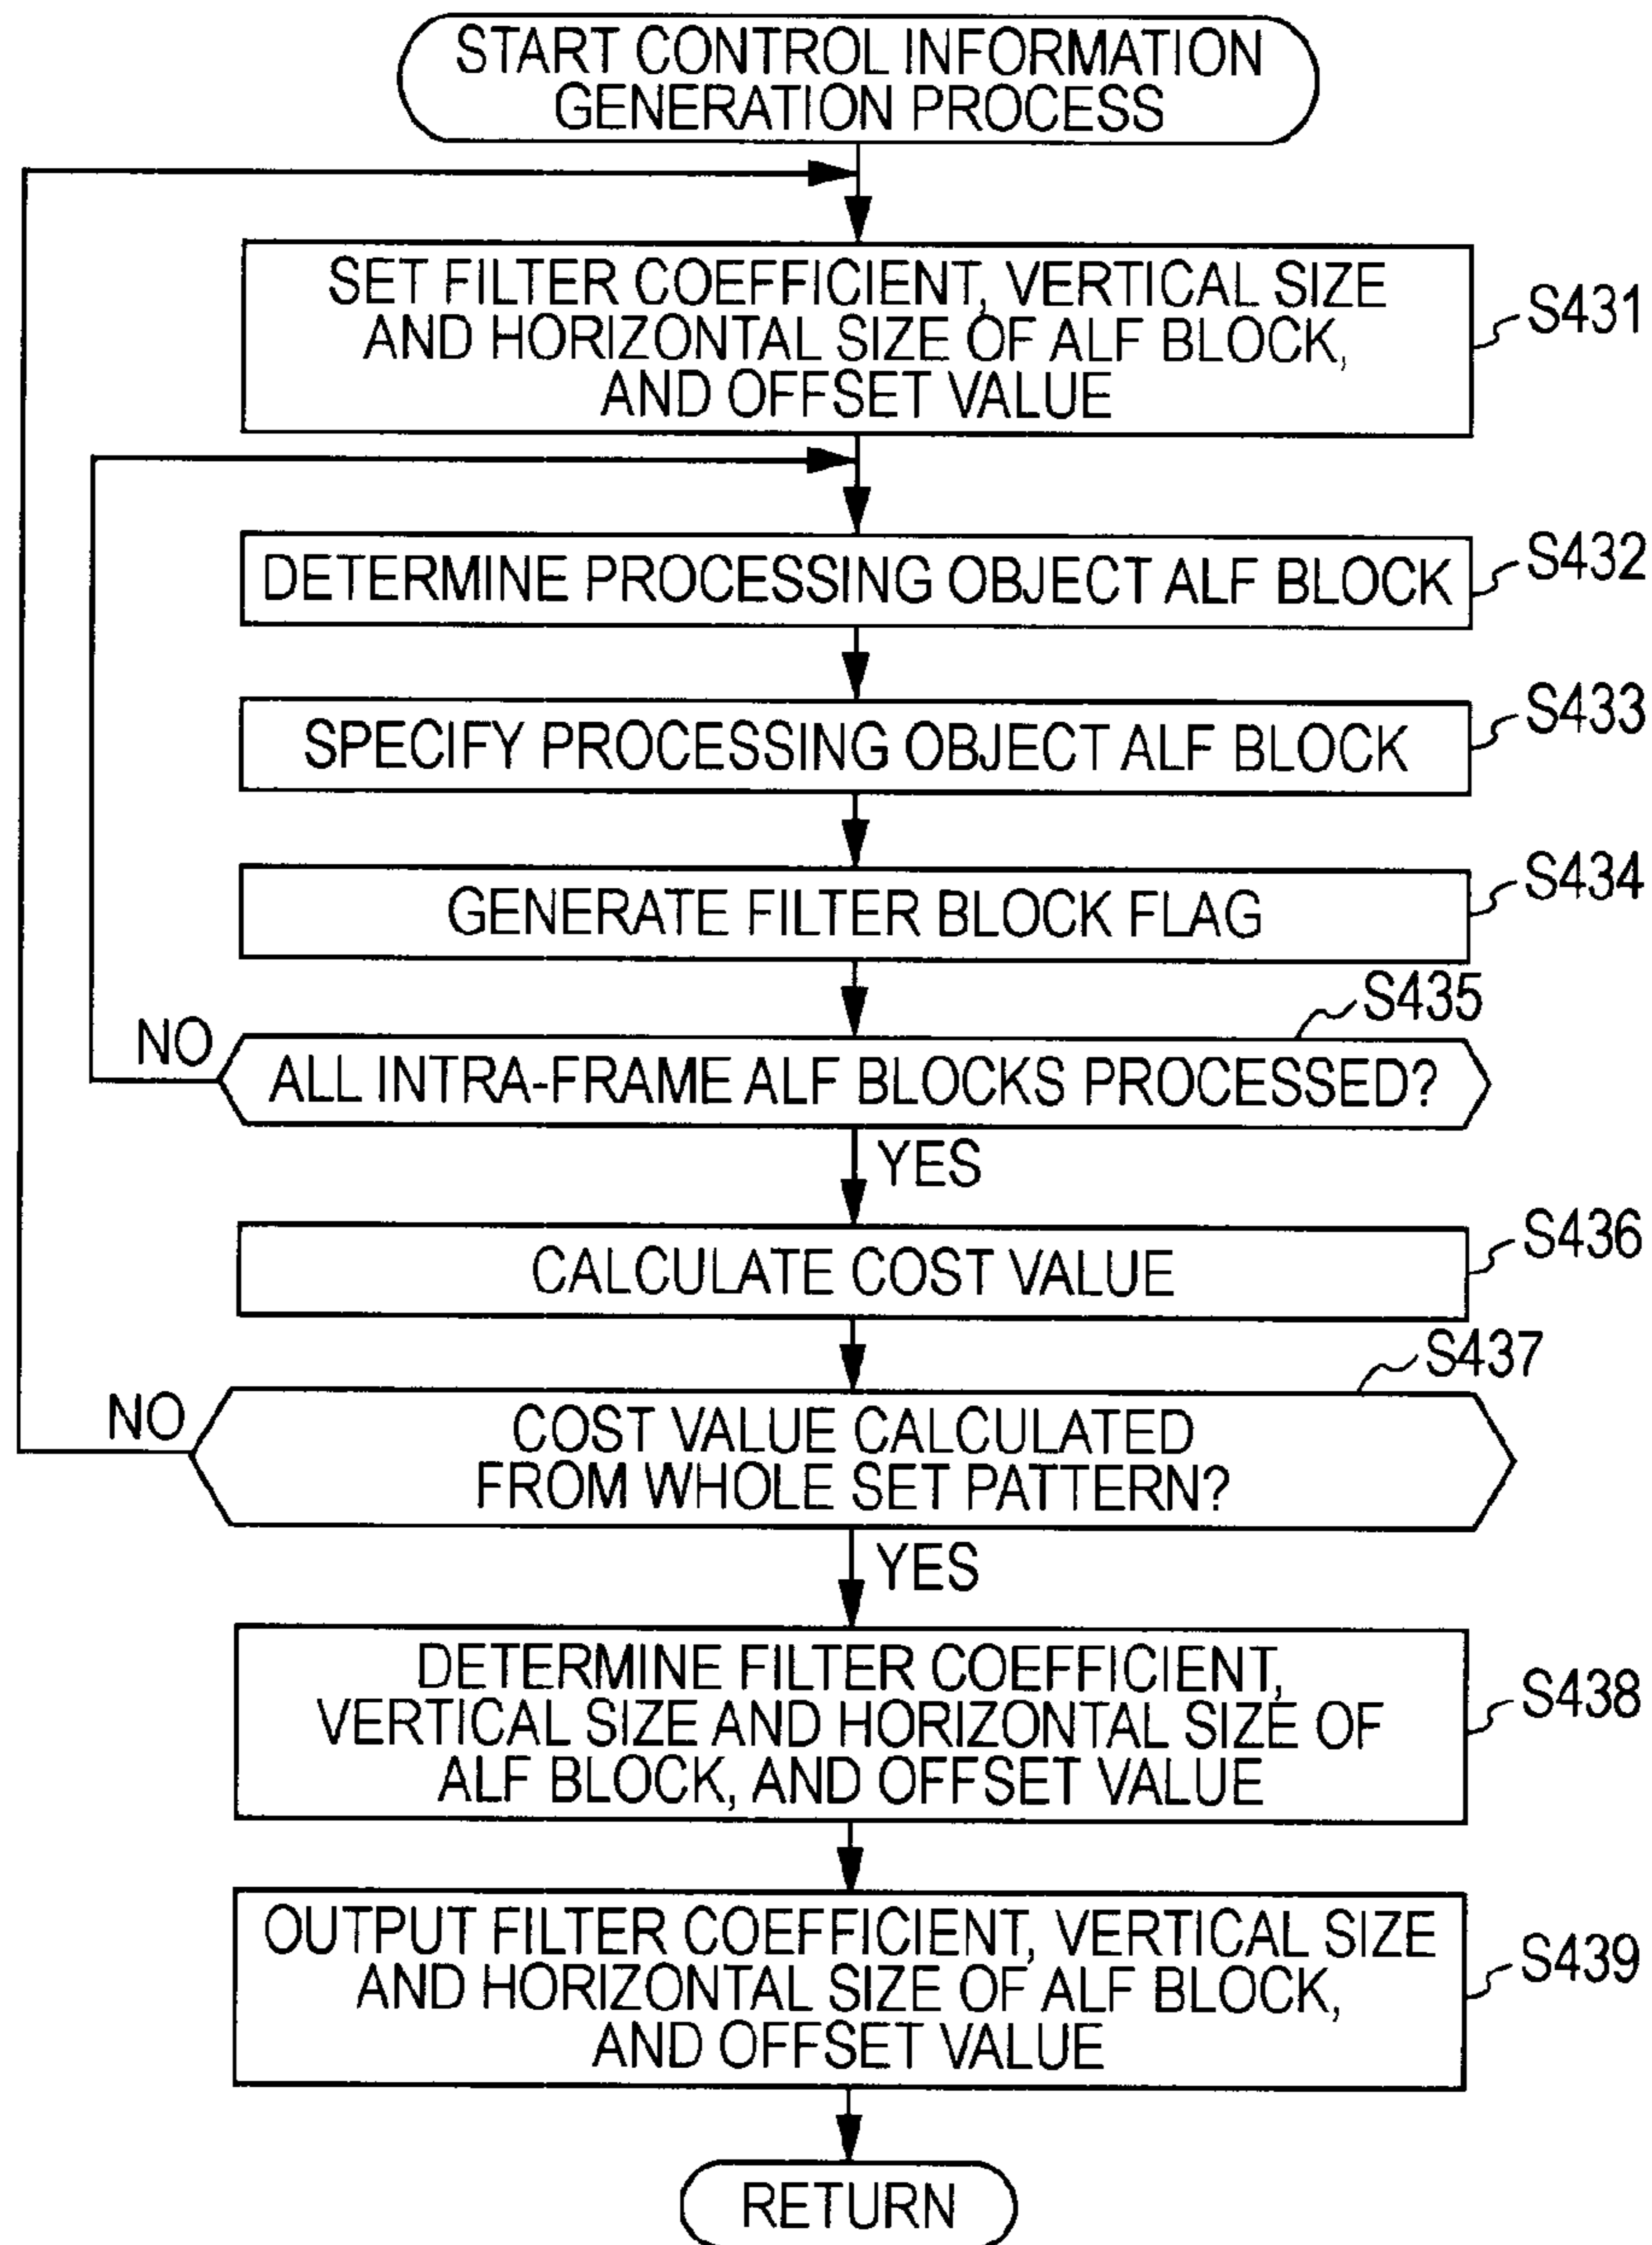 START CONTROL INFORMATION
GENERATION PROCESS
SET FILTER COEFFICIENT, VERTICAL SIZE
AND HORIZONTAL SIZE OF ALF BLOCK,
AND OFFSET VALUE
S431
DETERMINE PROCESSING OBJECT ALF BLOCK
S432
SPECIFY PROCESSING OBJECT ALF BLOCK
S433
GENERATE FILTER BLOCK FLAG
S434
S435
NO
ALL INTRA-FRAME ALF BLOCKS PROCESSED?
YES
CALCULATE COST VALUE
S436
S437
NO
COST VALUE CALCULATED
FROM WHOLE SET PATTERN?
YES
DETERMINE FILTER COEFFICIENT,
VERTICAL SIZE AND HORIZONTAL SIZE OF
ALF BLOCK, AND OFFSET VALUE
S438
OUTPUT FILTER COEFFICIENT, VERTICAL SIZE
AND HORIZONTAL SIZE OF ALF BLOCK,
AND OFFSET VALUE
S439
RETURN